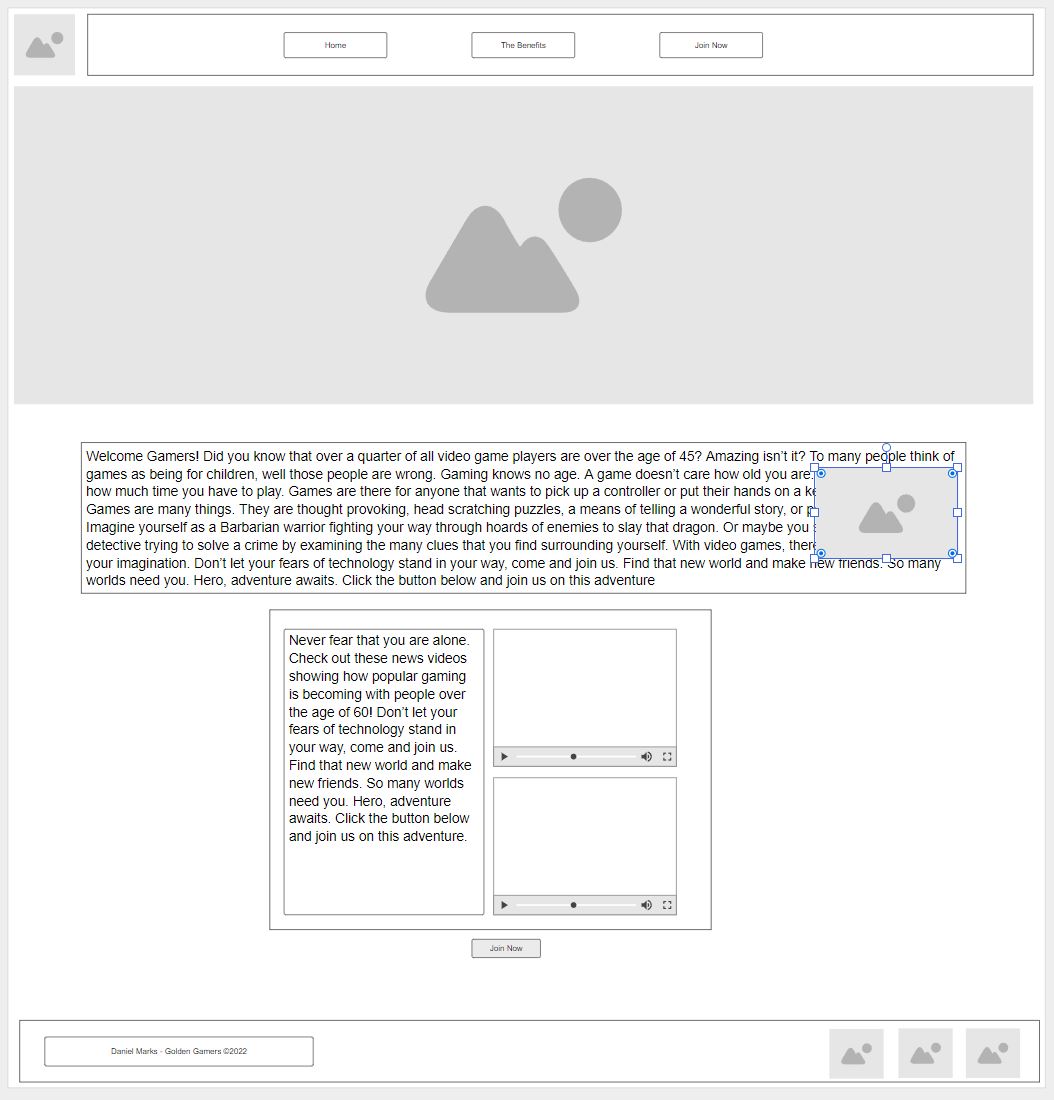 Home
The Benefits
Join Now
Welcome Gamers! Did you know that over a quarter of all video game players are over the age of 45? Amazing isn't it? To many people think of
games as being for children, well those people are wrong. Gaming knows no age. A game doesn't care how old you are
how much time you have to play. Games are there for anyone that wants to pick up a controller or put their hands on a
Games are many things. They are thought provoking, head scratching puzzles, a means of telling a wonderful story, or
Imagine yourself as a Barbarian warrior fighting your way through hoards of enemies to slay that dragon. Or maybe you
detective trying to solve a crime by examining the many clues that you find surrounding yourself. With video games,
your imagination. Don't let your fears of technology stand in your way, come and join us. Find that new world and make new friends. So many
worlds need you. Hero, adventure awaits. Click the button below and join us on this adventure
Never fear that you are alone.
Check out these news videos
showing how popular gaming
is becoming with people over
the age of 60! Don't let your
fears of technology stand in
your way, come and join us.
Find that new world and make
new friends. So many worlds
need you. Hero, adventure
awaits. Click the button below
and join us on this adventure.
Join Now
Daniel Marks - Golden Gamers ©2022